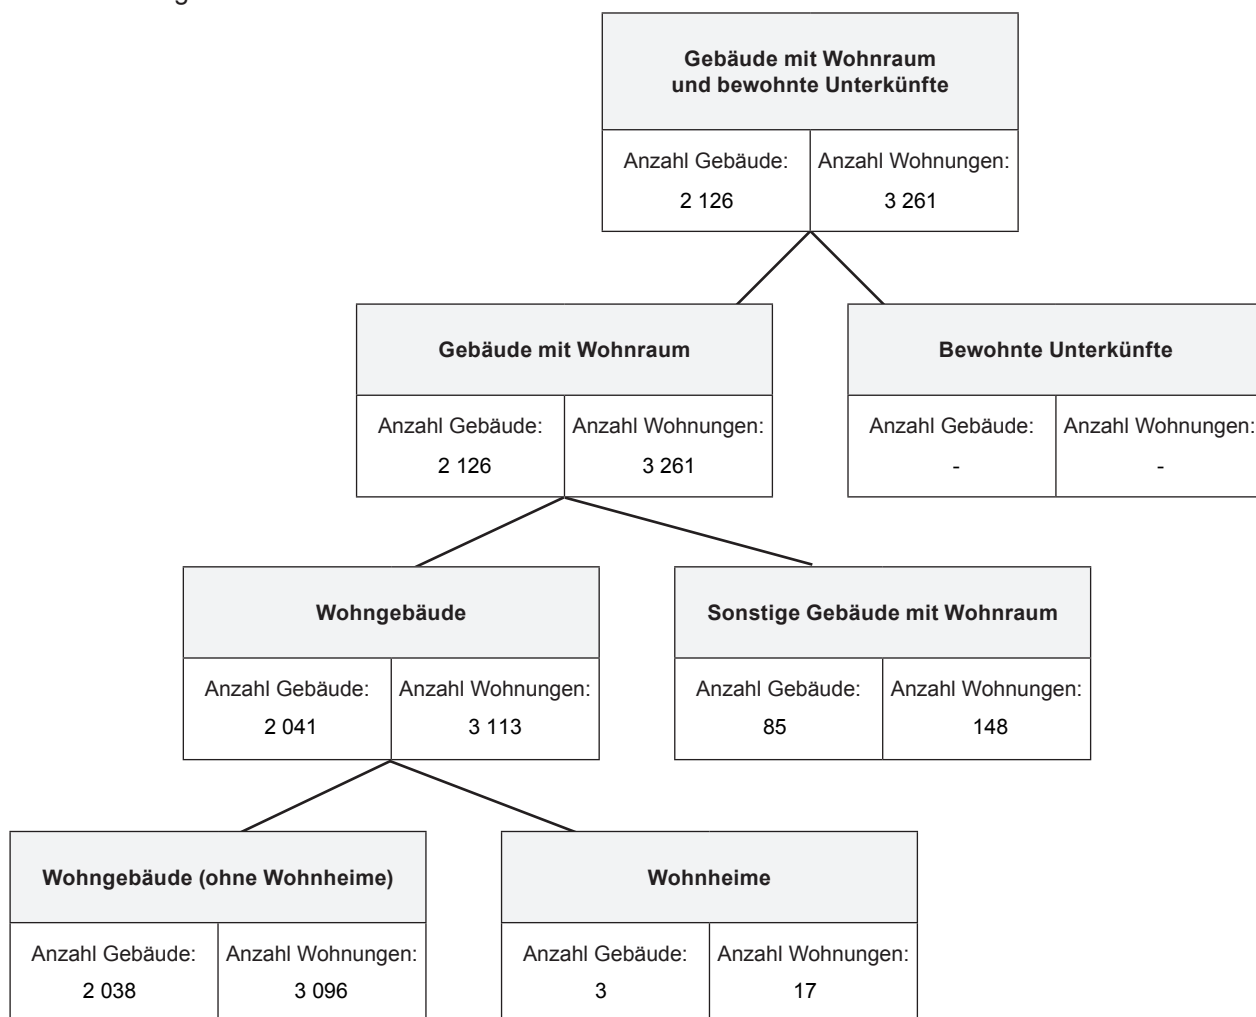 Gebäude mit Wohnraum
und bewohnte Unterkünfte
Anzahl Gebäude: Anzahl Wohnungen:
2 126 3 261
Gebäude mit Wohnraum Bewohnte Unterkünfte
Anzahl Gebäude: Anzahl Wohnungen: Anzahl Gebäude: Anzahl Wohnungen:
2 126 3 261 - -
Wohngebäude Sonstige Gebäude mit Wohnraum
Anzahl Gebäude: Anzahl Wohnungen: Anzahl Gebäude: Anzahl Wohnungen:
2 041 3 113 85 148
Wohngebäude (ohne Wohnheime) Wohnheime
Anzahl Gebäude: Anzahl Wohnungen: Anzahl Gebäude: Anzahl Wohnungen:
2 038 3 096 3 17